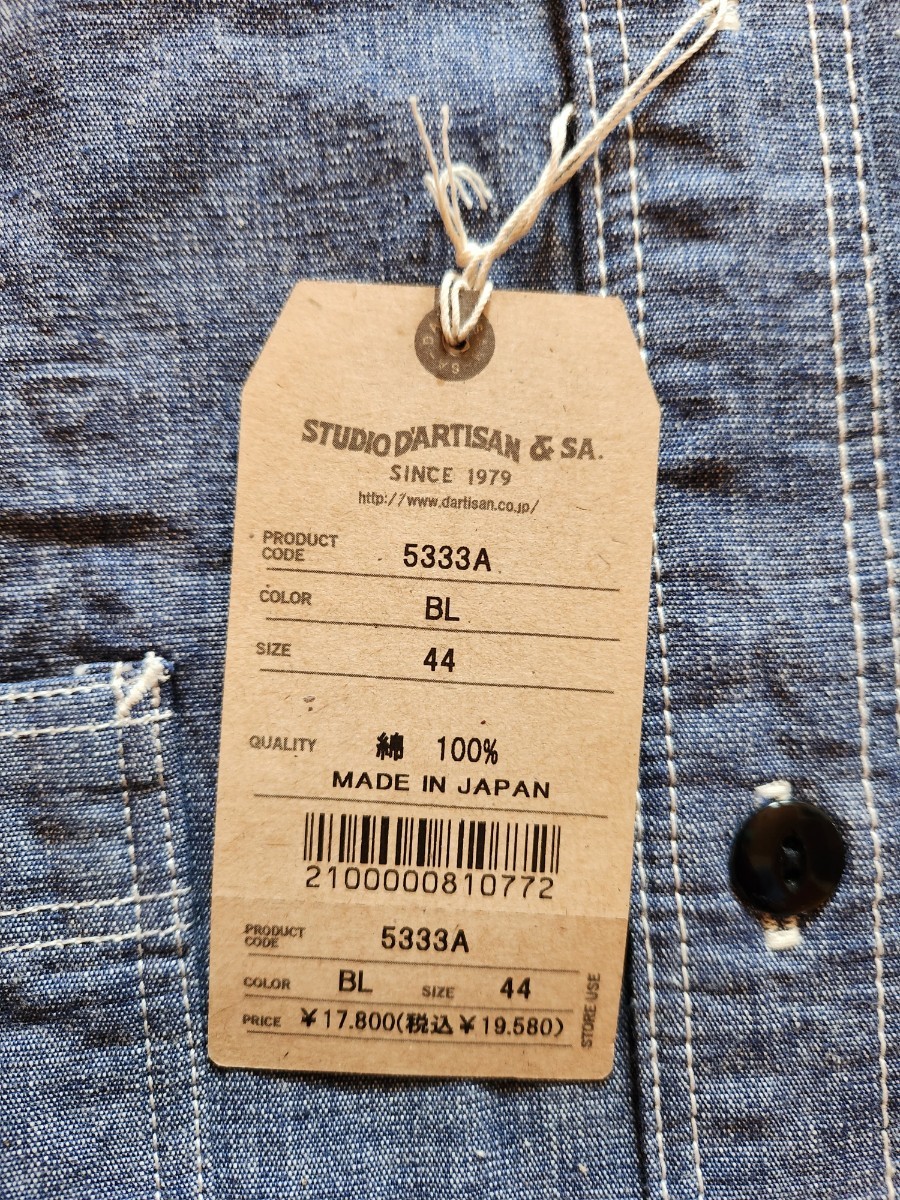 STUDIO D'ARTISAN & SA.
SINCE 1979
http://www.dartisan.co.jp/
PRODUCT CODE 5333A
COLOR BL
SIZE 44
QUALITY 綿 100%
MADE IN JAPAN
2100000810772
PRODUCT CODE 5333A
COLOR BL SIZE 44
PRICE ¥17.800(税込¥19.580)
STORE USE